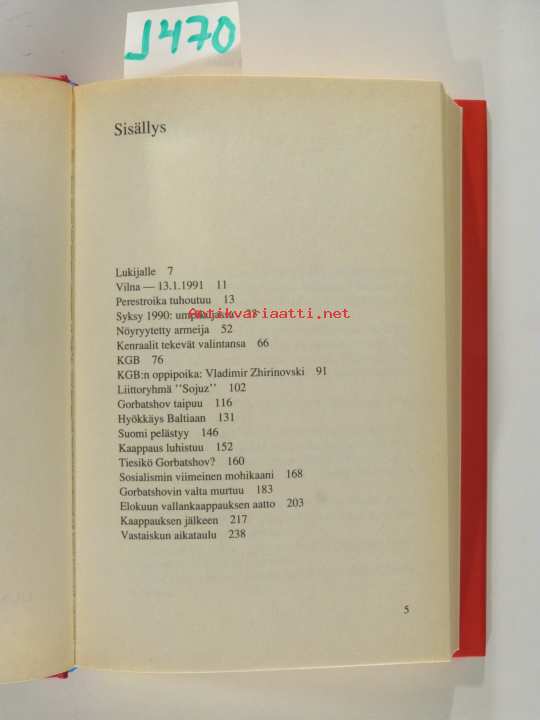 J470
Sisällys
Lukijalle 7
Vilna — 13.1.1991 11
Perestroika tuhoutuu 13
Syksy 1990:
Antikvariaatti.net
Nöyryytetty armeija 52
Kenraalit tekevät valintansa 66
KGB 76
KGB:n oppipoika: Vladimir Zhirinovski 91
Liittoryhmä ''Sojuz'' 102
Gorbatshov taipuu 116
Hyökkäys Baltiaan 131
Suomi pelästyy 146
Kaappaus luhistuu 152
Tiesikö Gorbatshov? 160
Sosialismin viimeinen mohikaani 168
Gorbatshovin valta murtuu 183
Elokuun vallankaappauksen aatto 203
Kaappauksen jälkeen 217
Vastaiskun aikataulu 238
5